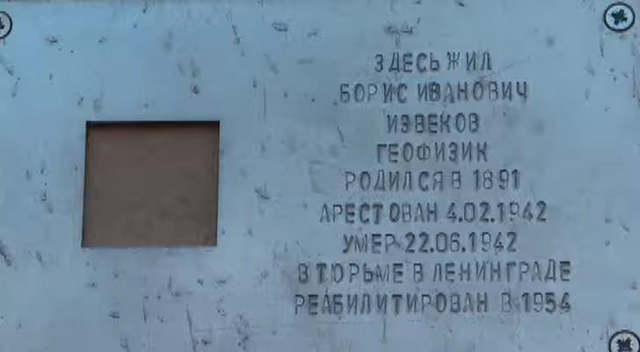 ЗДЕСЬ ЖИЛ
БОРИС ИВАНОВИЧ
ИЗВЕКОВ
ГЕОФИЗИК
РОДИЛСЯ В 1891
АРЕСТОВАН 4.02.1942
УМЕР 22.06.1942
В ТЮРЬМЕ В ЛЕНИНГРАДЕ
РЕАБИЛИТИРОВАН В 1954